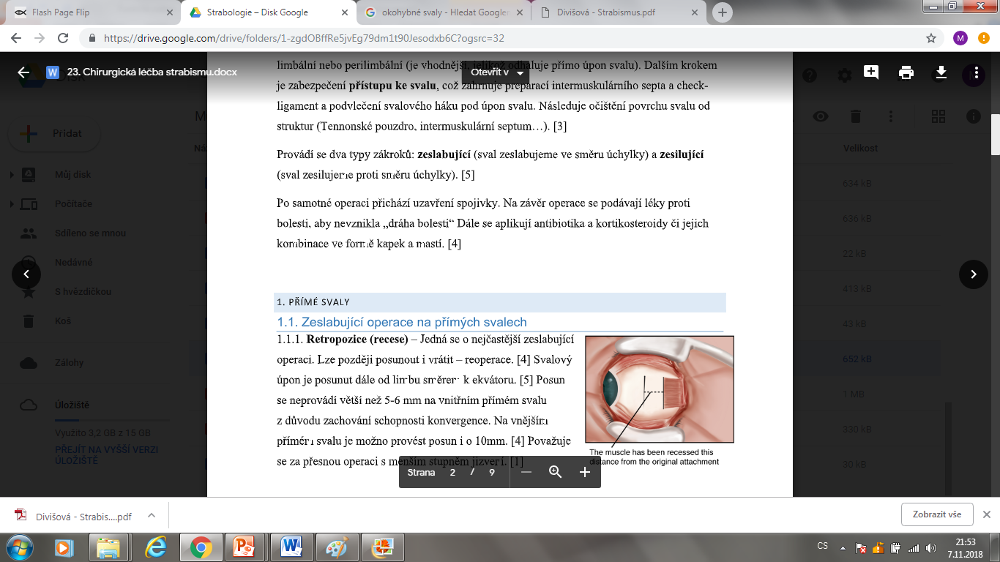 Flash Page Flip
Strabologie – Disk Google
okohybné svaly - Hledat Google
Divišová - Strabismus.pdf
https://drive.google.com/drive/folders/1-zgdOBffRe5jvEg79dm1t90Jesodxb6C?ogsrc=32
M
23. Chirurgická léčba strabismu.docx
Otevřít v
limbální nebo perilimbální (je vhodnější, jelikož odhaluje přímo úpon svalu). Dalším krokem
je zabezpečení přístupu ke svalu, což zahrnuje preparací intermuskulárního septa a check-
ligament a podvlečení svalového háku pod úpon svalu. Následuje očištění povrchu svalu od
struktur (Tennonské pouzdro, intermuskulární septum…). [3]
Provádí se dva typy zákroků: zeslabující (sval zeslabujeme ve směru úchylky) a zesilující
(sval zesilujeme proti směru úchylky). [5]
Po samotné operaci přichází uzavření spojivky. Na závěr operace se podávají léky proti
bolesti, aby nevznikla „dráha bolesti“ Dále se aplikují antibiotika a kortikosteroidy či jejich
kombinace ve formě kapek a mastí. [4]
1. PŘÍMÉ SVALY
1.1. Zeslabující operace na přímých svalech
1.1.1. Retropozice (recese) – Jedná se o nejčastější zeslabující
operaci. Lze později posunout i vrátit – reoperace. [4] Svalový
úpon je posunut dále od limbu směrem k ekvátoru. [5] Posun
se neprovádí větší než 5-6 mm na vnitřním přímém svalu
z důvodu zachování schopnosti konvergence. Na vnějším
přímém svalu je možno provést posun i o 10mm. [4] Považuje
se za přesnou operaci s menším stupněm jizvení. [1]
The muscle has been recessed this
distance from the original attachment
Strana 2 / 9
Přidat
Můj disk
Počítače
Sdíleno se mnou
Nedávné
S hvězdičkou
Koš
Zálohy
Úložiště
Využito 3,2 GB z 15 GB
PŘEJÍT NA VYŠŠÍ VERZI
ÚLOŽIŠTĚ
Velikost
634 kB
636 kB
22 kB
413 kB
43 kB
652 kB
1 MB
330 kB
30 kB
Divišová - Strabis....pdf
Zobrazit vše
CS
21:53
7.11.2018